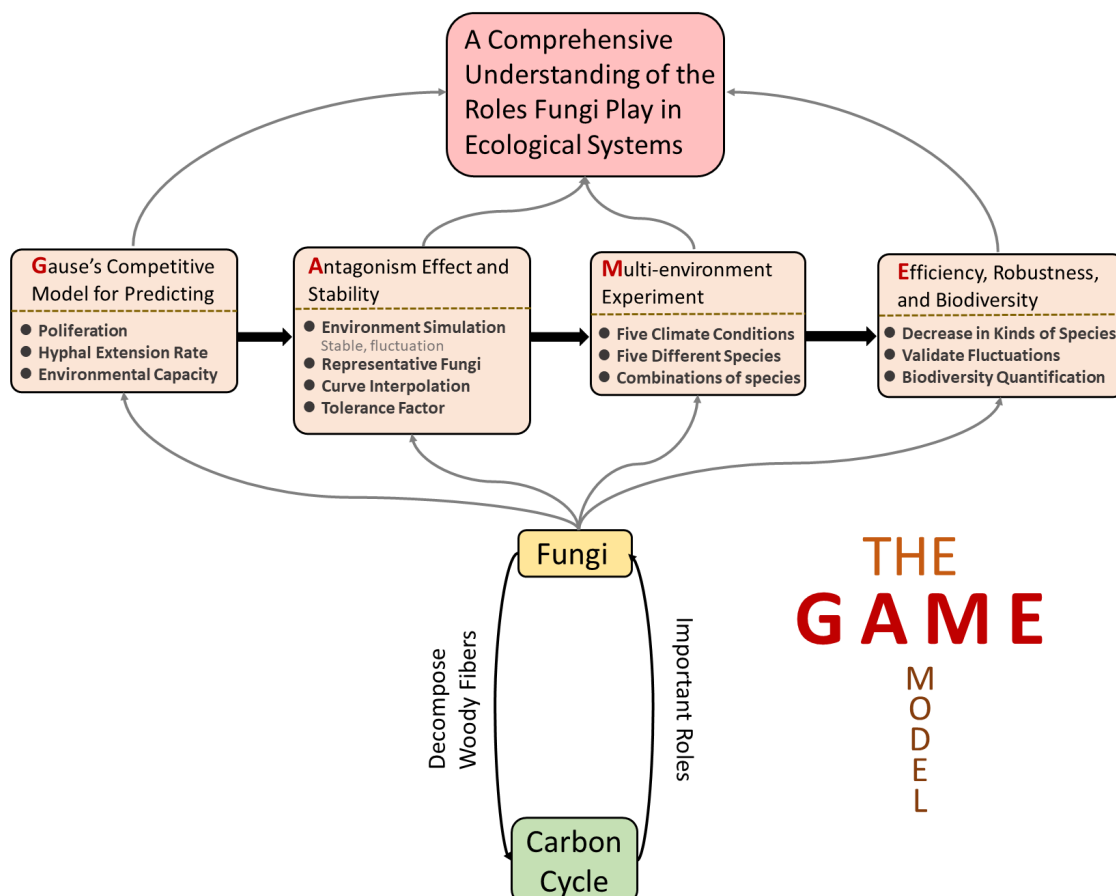 A Comprehensive
Understanding of the
Roles Fungi Play in
Ecological Systems
Gause's Competitive
Model for Predicting
● Poliferation
● Hyphal Extension Rate
● Environmental Capacity
Antagonism Effect and
Stability
● Environment Simulation
Stable, fluctuation
● Representative Fungi
● Curve Interpolation
● Tolerance Factor
Multi-environment
Experiment
● Five Climate Conditions
● Five Different Species
● Combinations of species
Efficiency, Robustness,
and Biodiversity
● Decrease in Kinds of Species
● Validate Fluctuations
● Biodiversity Quantification
Fungi
Decompose
Woody Fibers
Important Roles
Carbon
Cycle
THE
GAME
MODEL